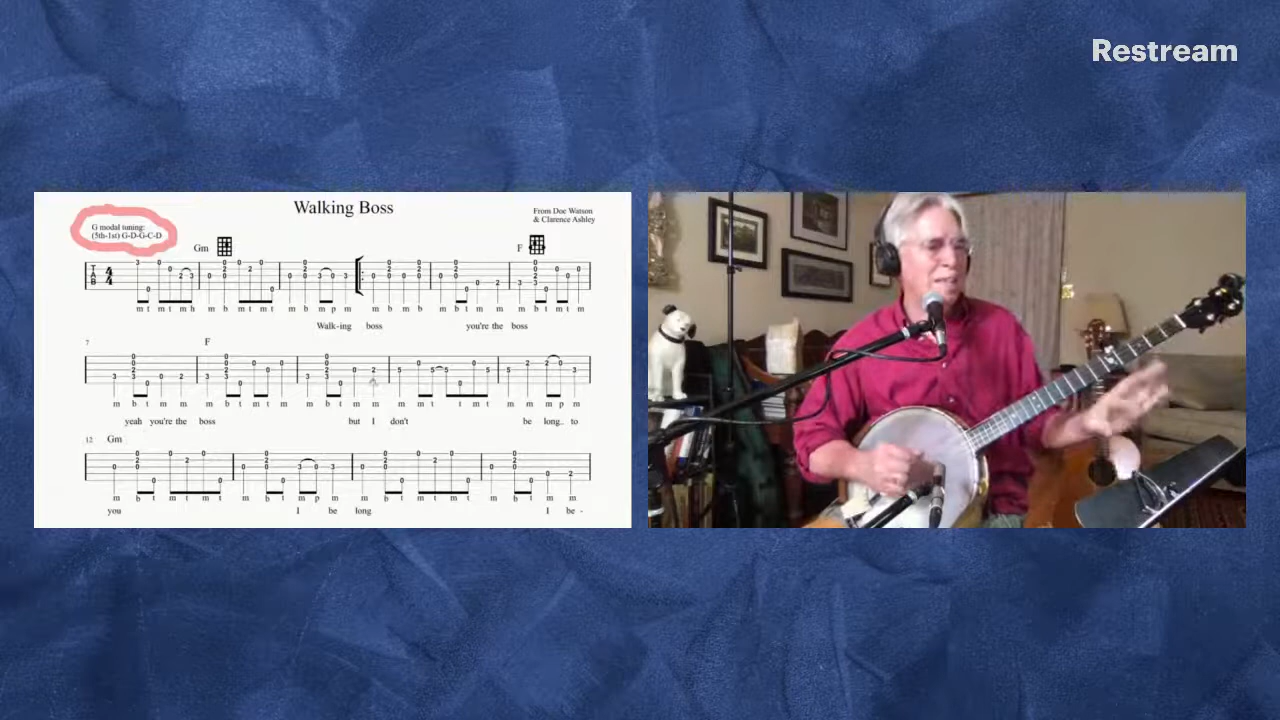 Restream
Walking Boss
From Doc Watson
& Clarence Ashley
G modal tuning:
(5th-1st) G-D-G-C-D
Gm
F
T
A
B
4
4
m t m t m h m b m t m t m b m p m m b m b m b t m m m b t m t m
Walk-ing boss you're the boss
7
F
m b t m m m b t m t m m b t m m m m t t m t m m m p m
yeah you're the boss but I don't be long_ to
12
Gm
m b t m t m t m b t m p m m b t m t m t m b t m m
you I be long I be -